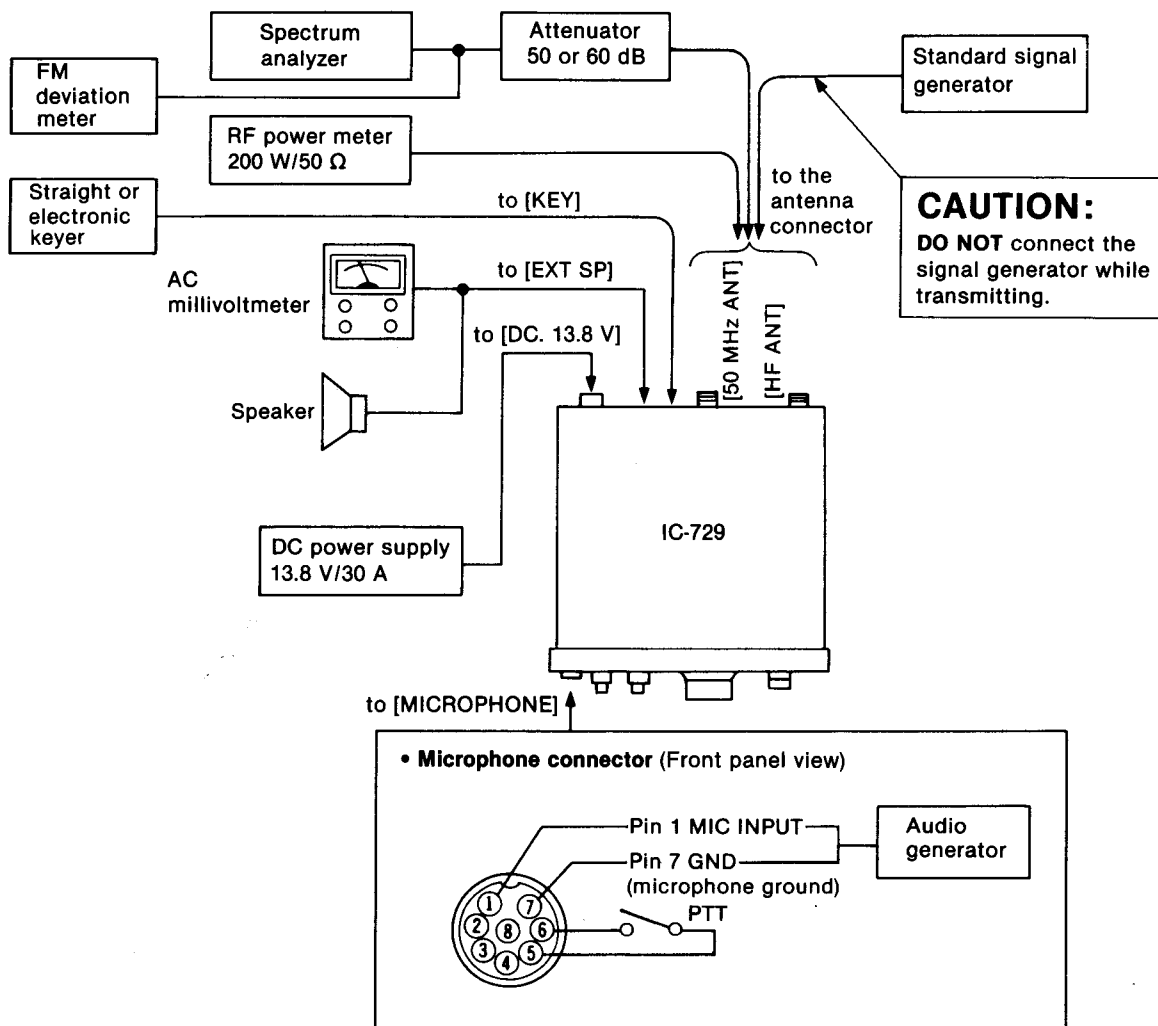 Spectrum
analyzer
Attenuator
50 or 60 dB
Standard signal
generator
FM
deviation
meter
RF power meter
200 W/50 Ω
Straight or
electronic
keyer
to [KEY]
to the
antenna
connector
CAUTION:
DO NOT connect the
signal generator while
transmitting.
AC
millivoltmeter
to [EXT SP]
to [DC. 13.8 V]
[50 MHz ANT]
[HF ANT]
Speaker
IC-729
DC power supply
13.8 V/30 A
to [MICROPHONE]
• Microphone connector (Front panel view)
Pin 1 MIC INPUT
Audio
generator
Pin 7 GND
(microphone ground)
PTT
1
7
2
8
6
3
5
4